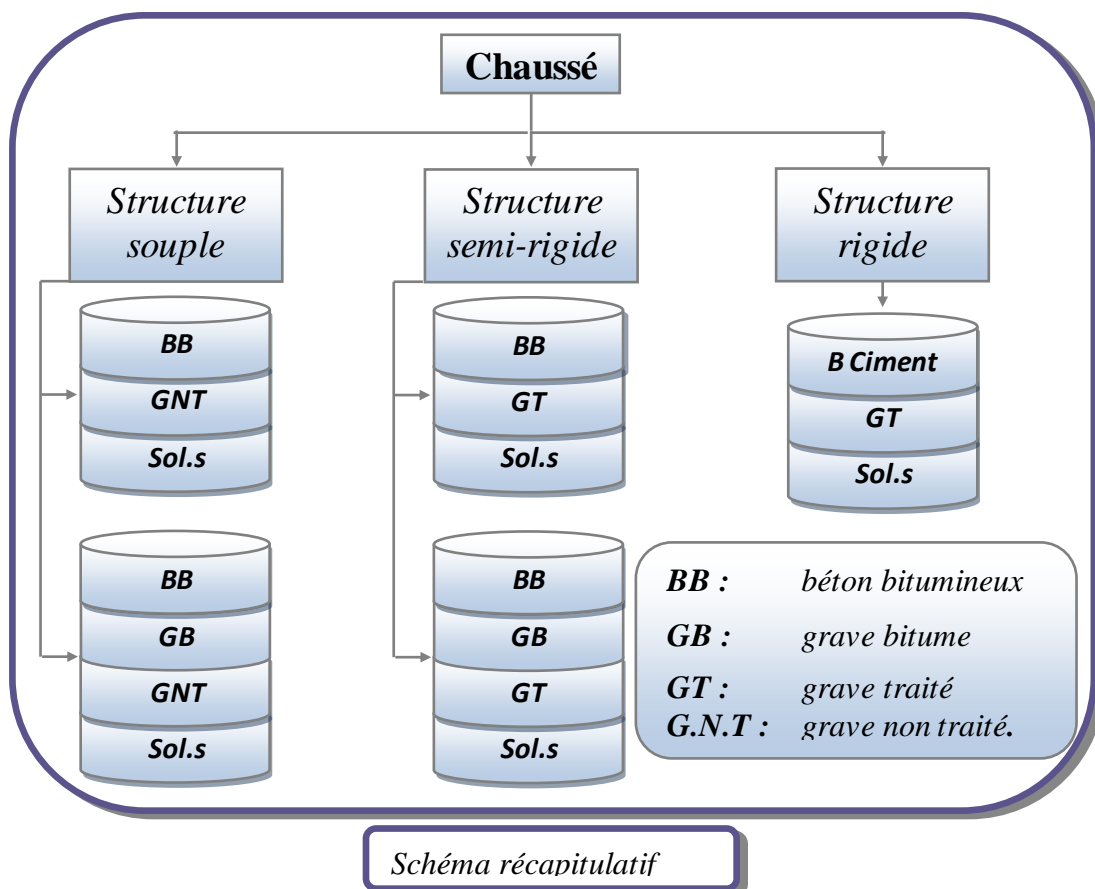 Chaussé
Structure
souple
Structure
semi-rigide
Structure
rigide
BB
GNT
Sol.s
BB
GB
GNT
Sol.s
BB
GT
Sol.s
BB
GB
GT
Sol.s
B Ciment
GT
Sol.s
BB : béton bitumineux
GB : grave bitume
GT : grave traité
G.N.T : grave non traité.
Schéma récapitulatif